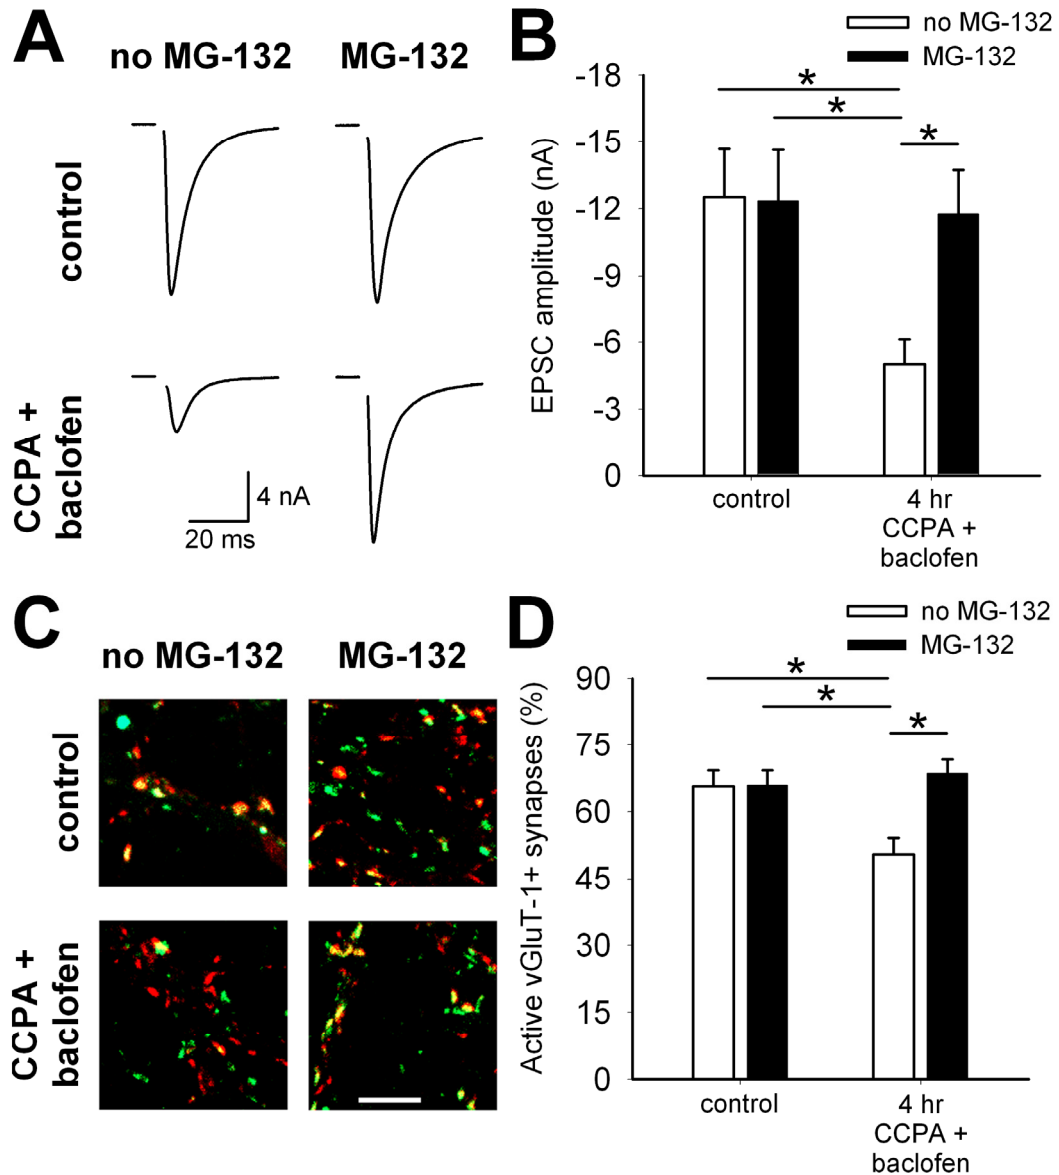 A
no MG-132 MG-132
control
CCPA +
baclofen
4 nA
20 ms
B
no MG-132
MG-132
EPSC amplitude (nA)
-18
-15
-12
-9
-6
-3
0
* 
*
*
control
4 hr
CCPA +
baclofen
C
no MG-132 MG-132
control
CCPA +
baclofen
D
no MG-132
MG-132
Active vGluT-1+ synapses (%)
90
75
60
45
30
15
0
*
*
*
control
4 hr
CCPA +
baclofen